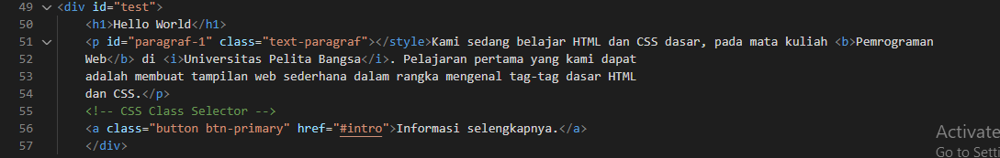 49 <div id="test">
50 <h1>Hello World</h1>
51 <p id="paragraf-1" class="text-paragraf"></style>Kami sedang belajar HTML dan CSS dasar, pada mata kuliah <b>Pemrograman
52 Web</b> di <i>Universitas Pelita Bangsa</i>. Pelajaran pertama yang kami dapat
53 adalah membuat tampilan web sederhana dalam rangka mengenal tag-tag dasar HTML
54 dan CSS.</p>
55 <!-- CSS Class Selector -->
56 <a class="button btn-primary" href="#intro">Informasi selengkapnya.</a>
57 </div>
Activate
Go to Setti